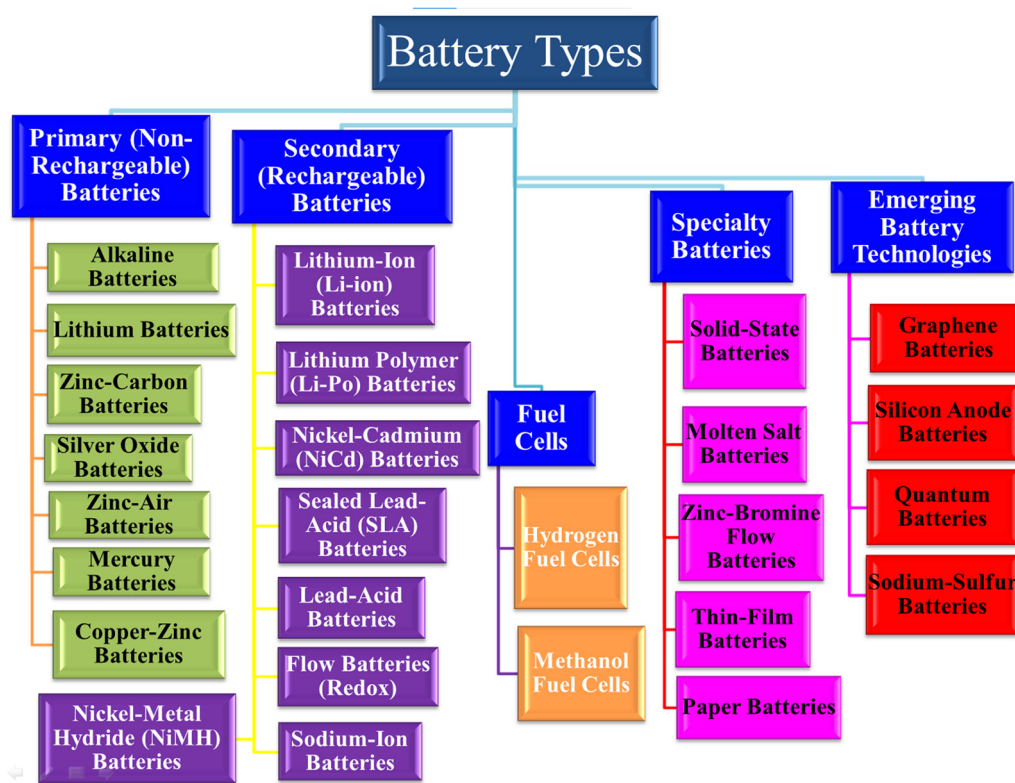 Battery Types
Primary (Non-
Rechargeable)
Batteries
Alkaline
Batteries
Lithium Batteries
Zinc-Carbon
Batteries
Silver Oxide
Batteries
Zinc-Air
Batteries
Mercury
Batteries
Copper-Zinc
Batteries
Secondary
(Rechargeable)
Batteries
Lithium-Ion
(Li-ion)
Batteries
Lithium Polymer
(Li-Po) Batteries
Nickel-Cadmium
(NiCd) Batteries
Sealed Lead-
Acid (SLA)
Batteries
Lead-Acid
Batteries
Flow Batteries
(Redox)
Nickel-Metal
Hydride (NiMH)
Batteries
Sodium-Ion
Batteries
Fuel
Cells
Hydrogen
Fuel Cells
Methanol
Fuel Cells
Specialty
Batteries
Solid-State
Batteries
Molten Salt
Batteries
Zinc-Bromine
Flow
Batteries
Thin-Film
Batteries
Paper Batteries
Emerging
Battery
Technologies
Graphene
Batteries
Silicon Anode
Batteries
Quantum
Batteries
Sodium-Sulfur
Batteries